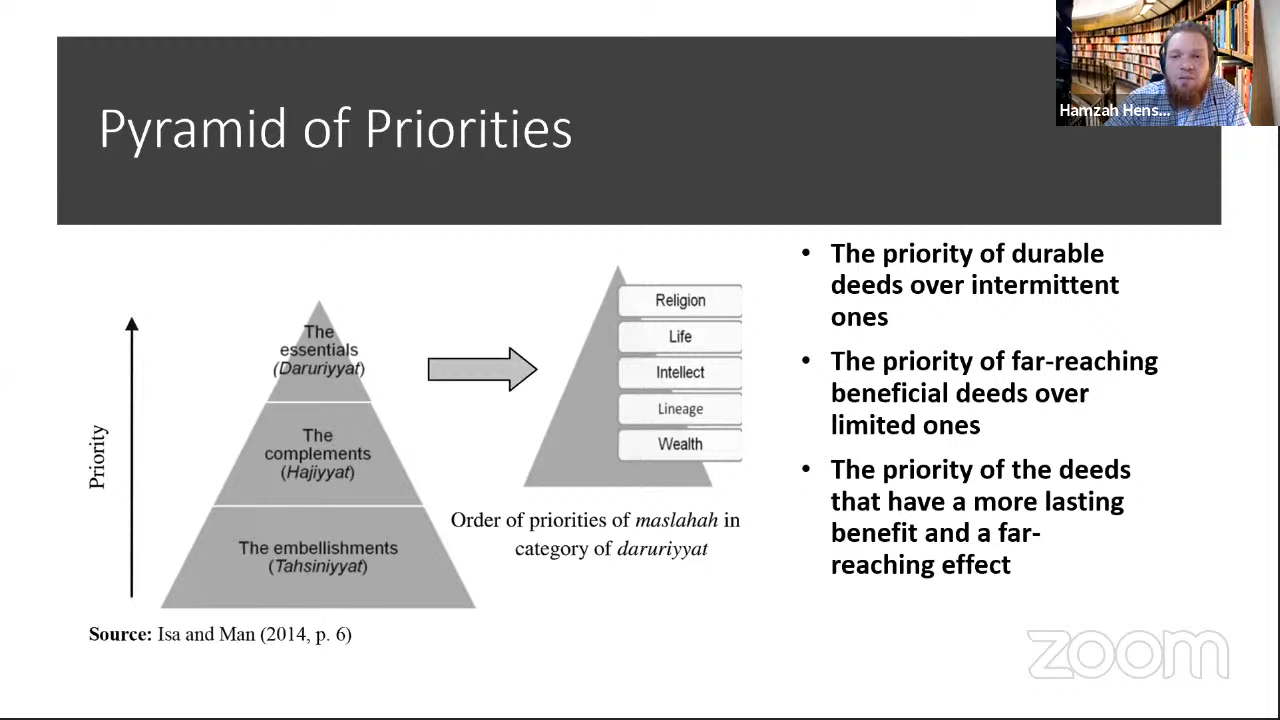 Pyramid of Priorities
Hamzah Hens...
Priority
The
essentials
(Daruriyyat)
The
complements
(Hajiyyat)
The embellishments
(Tahsiniyyat)
Source: Isa and Man (2014, p. 6)
Religion
Life
Intellect
Lineage
Wealth
Order of priorities of maslahah in
category of daruriyyat
• The priority of durable
deeds over intermittent
ones
• The priority of far-reaching
beneficial deeds over
limited ones
• The priority of the deeds
that have a more lasting
benefit and a far-
reaching effect
zoom